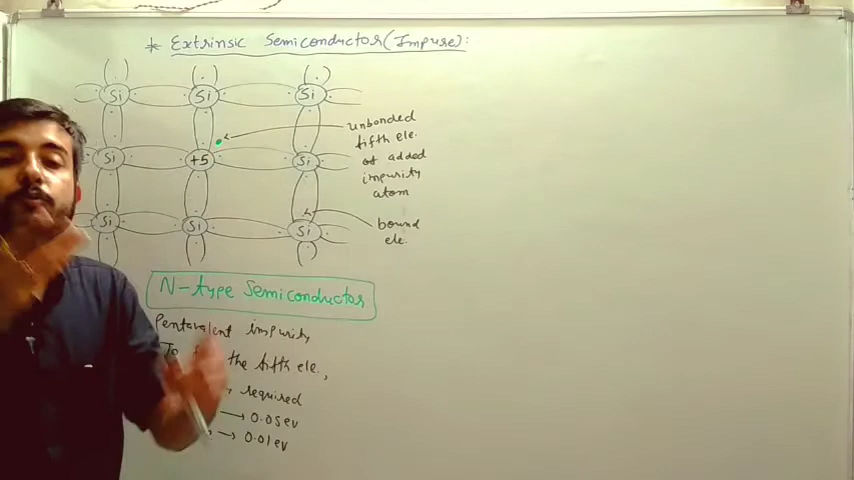 * Extrinsic Semiconductor (Impure):
Si Si Si
Si +5 Si
Si Si Si
unbonded
fifth ele.
of added
impurity
atom
bound
ele.
N-type Semiconductor
Pentavalent impurity
To the fifth ele.,
required
→ 0.05ev
→ 0.01ev